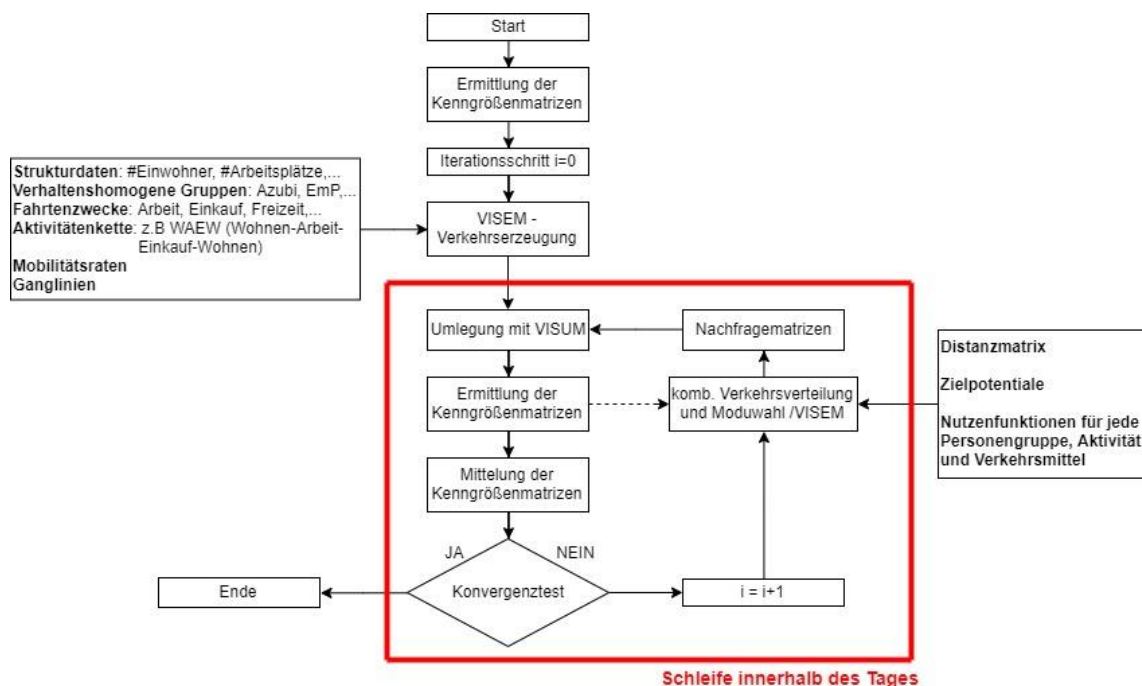 Start
Ermittlung der
Kenngrößenmatrizen
Iterationsschritt i=0
Strukturdaten: #Einwohner, #Arbeitsplätze,...
Verhaltenshomogene Gruppen: Azubi, EmP,...
Fahrtenzwecke: Arbeit, Einkauf, Freizeit,...
Aktivitätenkette: z.B WAEW (Wohnen-Arbeit-
Einkauf-Wohnen)
Mobilitätsraten
Ganglinien
VISEM -
Verkehrserzeugung
Umlegung mit VISUM
Nachfragematrizen
Ermittlung der
Kenngrößenmatrizen
komb. Verkehrsverteilung
und Moduwahl /VISEM
Distanzmatrix
Zielpotentiale
Nutzenfunktionen für jede
Personengruppe, Aktivität
und Verkehrsmittel
Mittelung der
Kenngrößenmatrizen
JA
NEIN
Konvergenztest
Ende
i = i+1
Schleife innerhalb des Tages